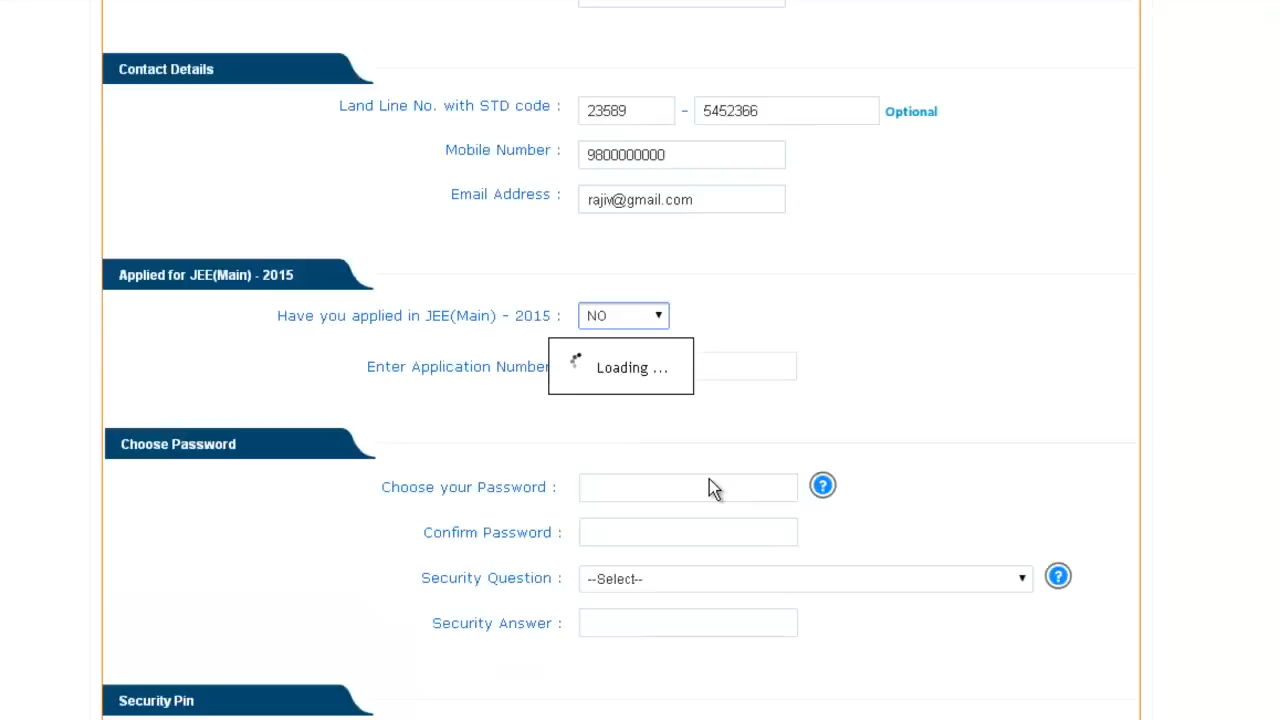 Contact Details
Land Line No. with STD code : 23589 - 5452366 Optional
Mobile Number : 9800000000
Email Address : rajiv@gmail.com
Applied for JEE(Main) - 2015
Have you applied in JEE(Main) - 2015 : NO
Enter Application Number Loading ...
Choose Password
Choose your Password : ?
Confirm Password :
Security Question : --Select-- ?
Security Answer :
Security Pin